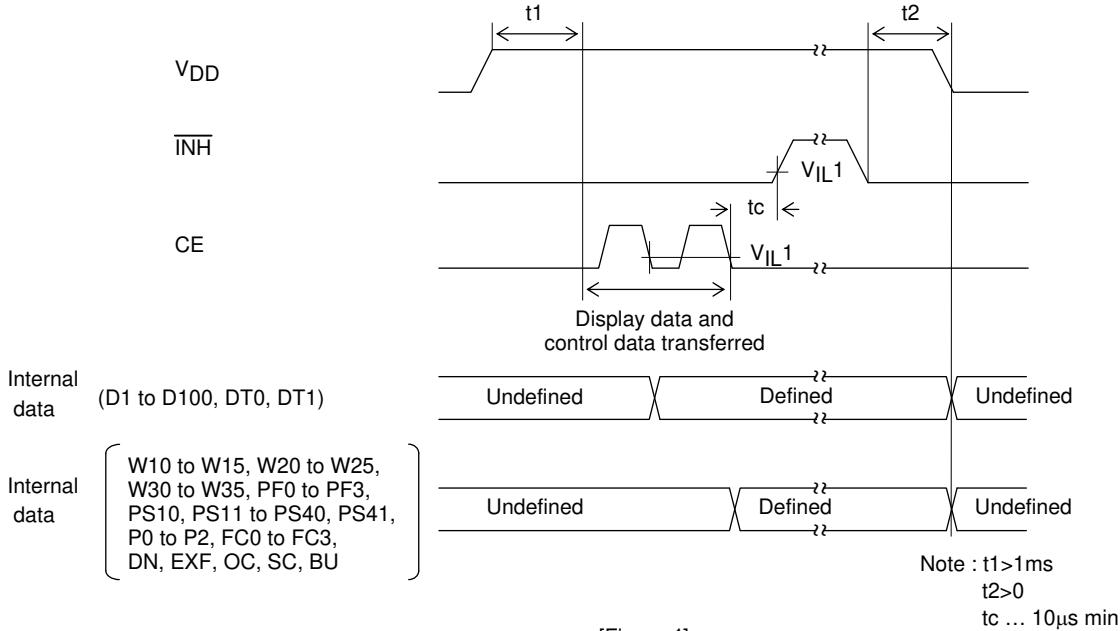 t1
t2
VDD
INH
VIL1
tc
CE
VIL1
Display data and
control data transferred
Internal
data
(D1 to D100, DT0, DT1)
Undefined
Defined
Undefined
Internal
data
W10 to W15, W20 to W25,
W30 to W35, PF0 to PF3,
PS10, PS11 to PS40, PS41,
P0 to P2, FC0 to FC3,
DN, EXF, OC, SC, BU
Undefined
Defined
Undefined
Note : t1>1ms
t2>0
tc … 10μs min